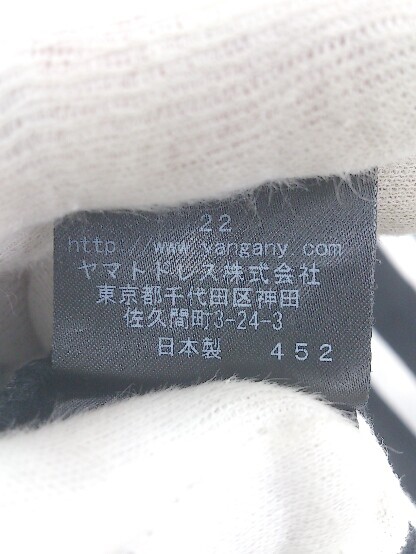 22
http://www.yangany.com
ヤマトドレス株式会社
東京都千代田区神田
佐久間町3-24-3
日本製 452